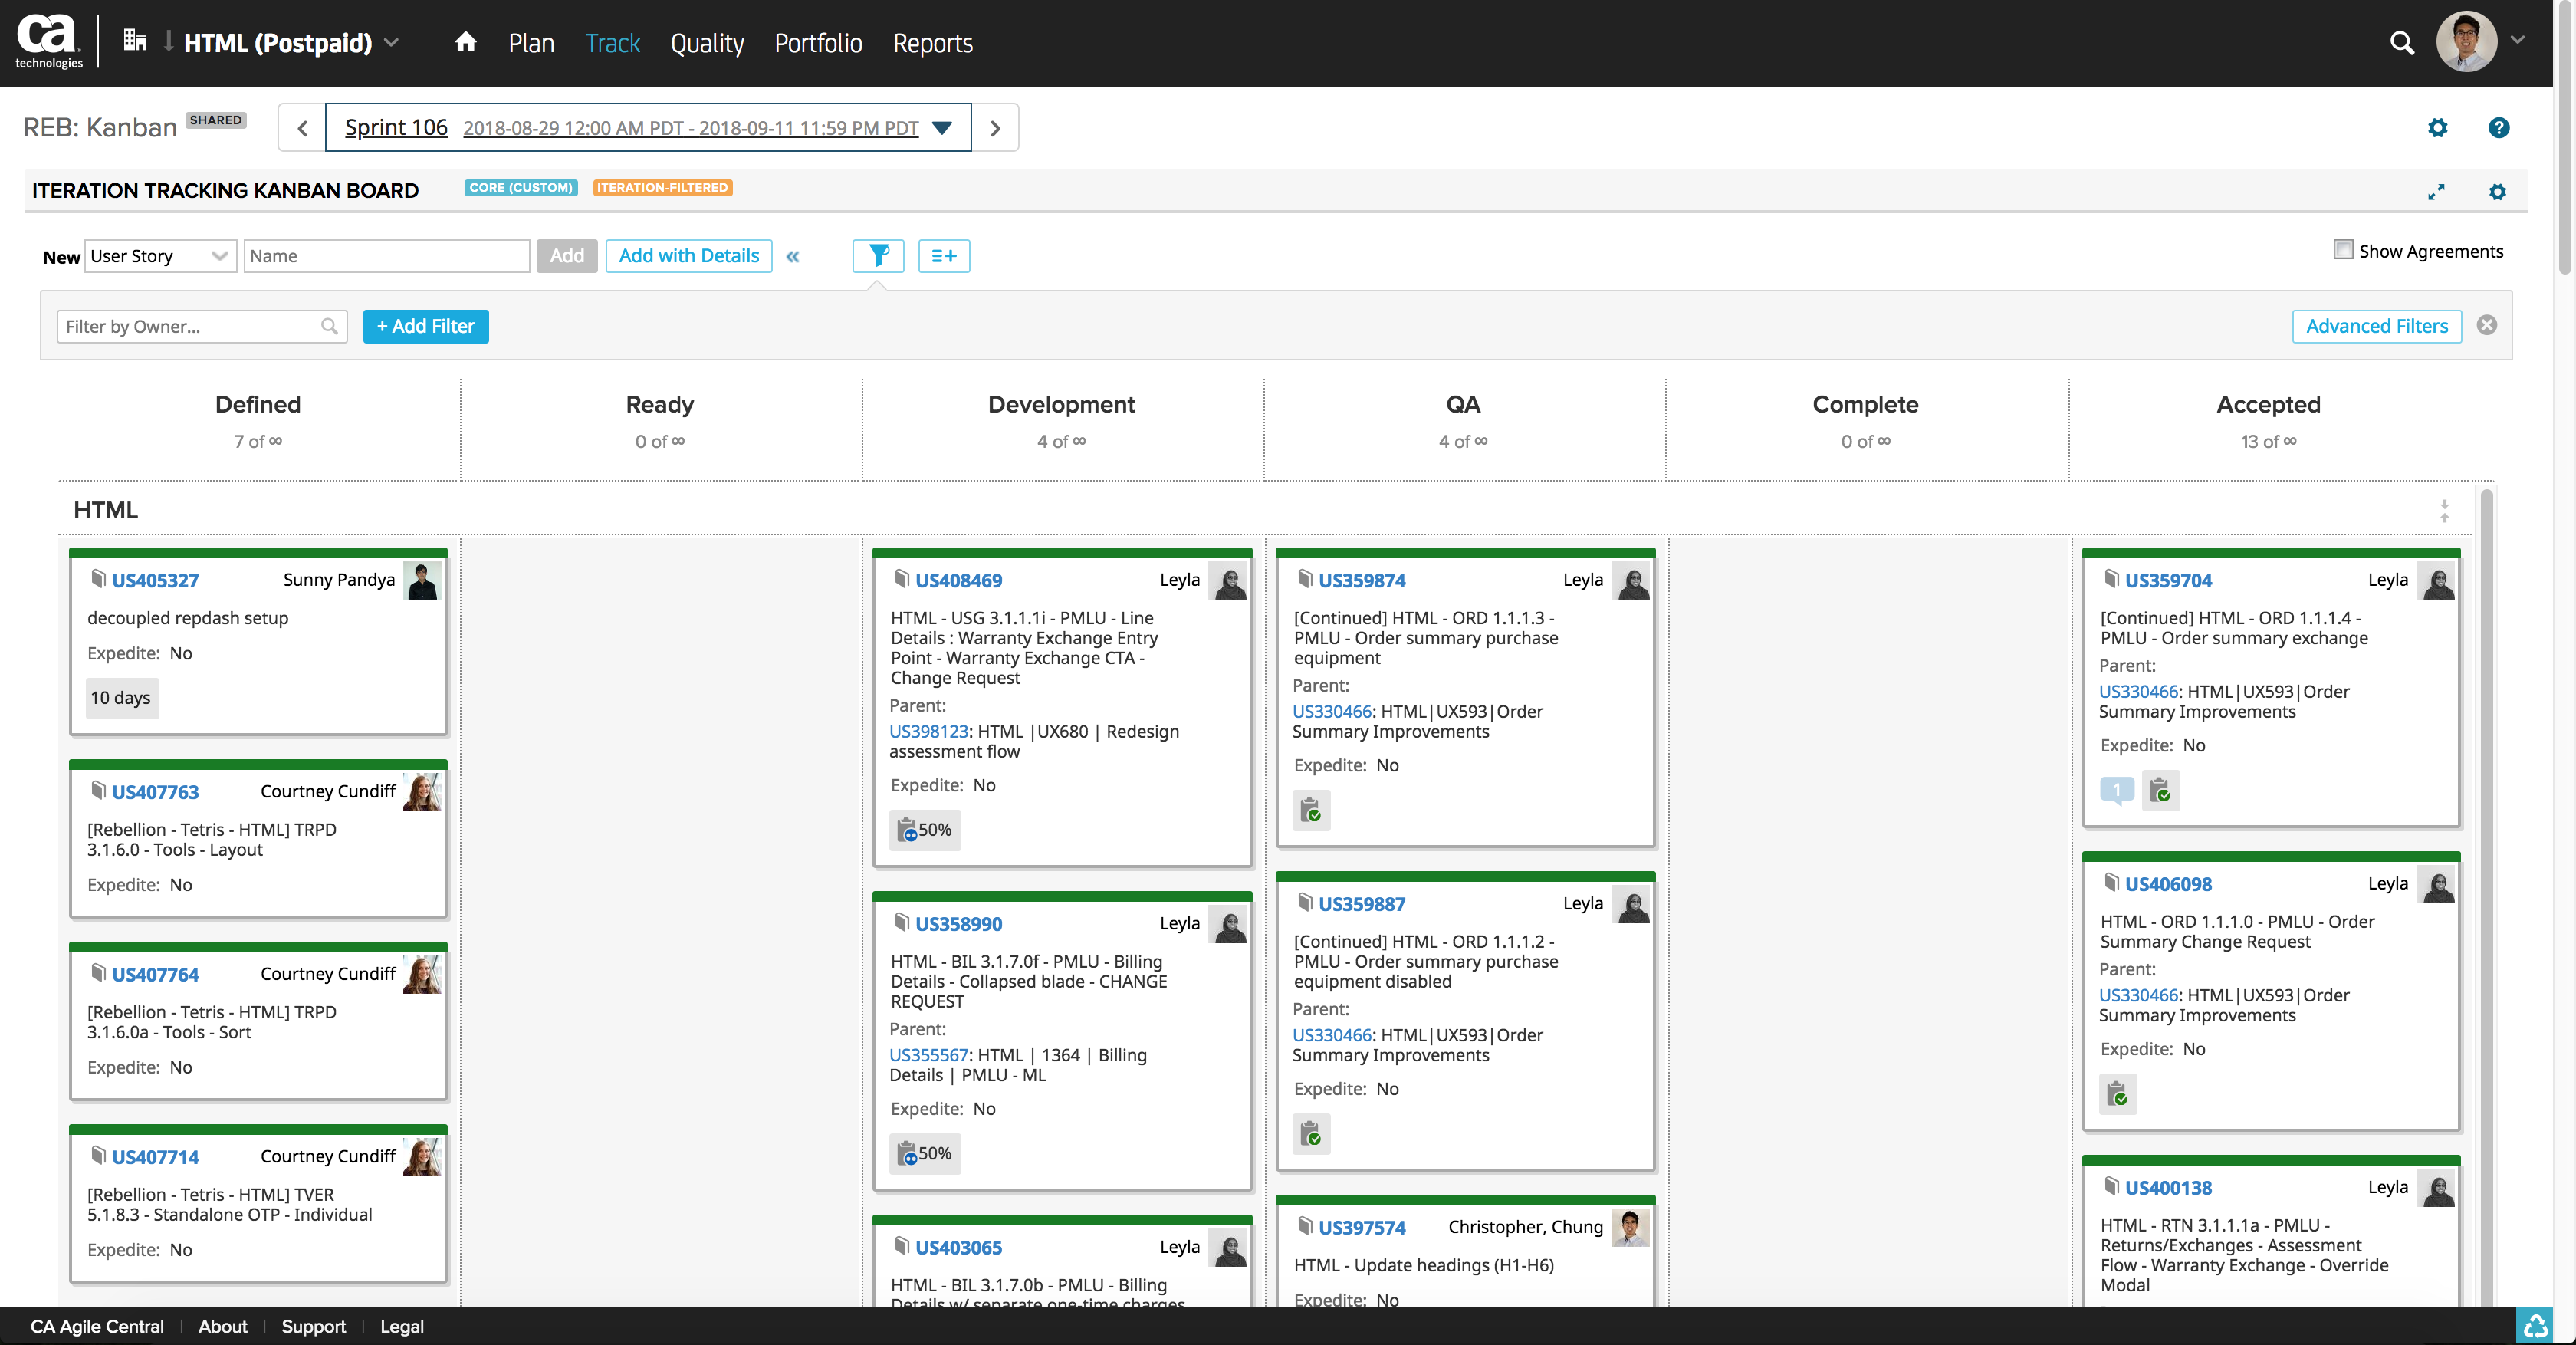 ca
technologies
HTML (Postpaid)
Plan
Track
Quality
Portfolio
Reports
REB: Kanban SHARED
Sprint 106 2018-08-29 12:00 AM PDT - 2018-09-11 11:59 PM PDT
ITERATION TRACKING KANBAN BOARD
CORE (CUSTOM)
ITERATION-FILTERED
New User Story Name Add Add with Details «
Show Agreements
Filter by Owner... + Add Filter
Advanced Filters
Defined
7 of ∞
Ready
0 of ∞
Development
4 of ∞
QA
4 of ∞
Complete
0 of ∞
Accepted
13 of ∞
HTML
US405327 Sunny Pandya
decoupled repdash setup
Expedite: No
10 days
US407763 Courtney Cundiff
[Rebellion - Tetris - HTML] TRPD
3.1.6.0 - Tools - Layout
Expedite: No
US407764 Courtney Cundiff
[Rebellion - Tetris - HTML] TRPD
3.1.6.0a - Tools - Sort
Expedite: No
US407714 Courtney Cundiff
[Rebellion - Tetris - HTML] TVER
5.1.8.3 - Standalone OTP - Individual
Expedite: No
US408469 Leyla
HTML - USG 3.1.1.1i - PMLU - Line
Details : Warranty Exchange Entry
Point - Warranty Exchange CTA -
Change Request
Parent:
US398123: HTML |UX680 | Redesign
assessment flow
Expedite: No
50%
US358990 Leyla
HTML - BIL 3.1.7.0f - PMLU - Billing
Details - Collapsed blade - CHANGE
REQUEST
Parent:
US355567: HTML | 1364 | Billing
Details | PMLU - ML
Expedite: No
50%
US403065 Leyla
HTML - BIL 3.1.7.0b - PMLU - Billing
Details w/ separate one-time charges
US359874 Leyla
[Continued] HTML - ORD 1.1.1.3 -
PMLU - Order summary purchase
equipment
Parent:
US330466: HTML|UX593|Order
Summary Improvements
Expedite: No
US359887 Leyla
[Continued] HTML - ORD 1.1.1.2 -
PMLU - Order summary purchase
equipment disabled
Parent:
US330466: HTML|UX593|Order
Summary Improvements
Expedite: No
US397574 Christopher, Chung
HTML - Update headings (H1-H6)
Expedite: No
US359704 Leyla
[Continued] HTML - ORD 1.1.1.4 -
PMLU - Order summary exchange
Parent:
US330466: HTML|UX593|Order
Summary Improvements
Expedite: No
1
US406098 Leyla
HTML - ORD 1.1.1.0 - PMLU - Order
Summary Change Request
Parent:
US330466: HTML|UX593|Order
Summary Improvements
Expedite: No
US400138 Leyla
HTML - RTN 3.1.1.1a - PMLU -
Returns/Exchanges - Assessment
Flow - Warranty Exchange - Override
Modal
CA Agile Central | About | Support | Legal